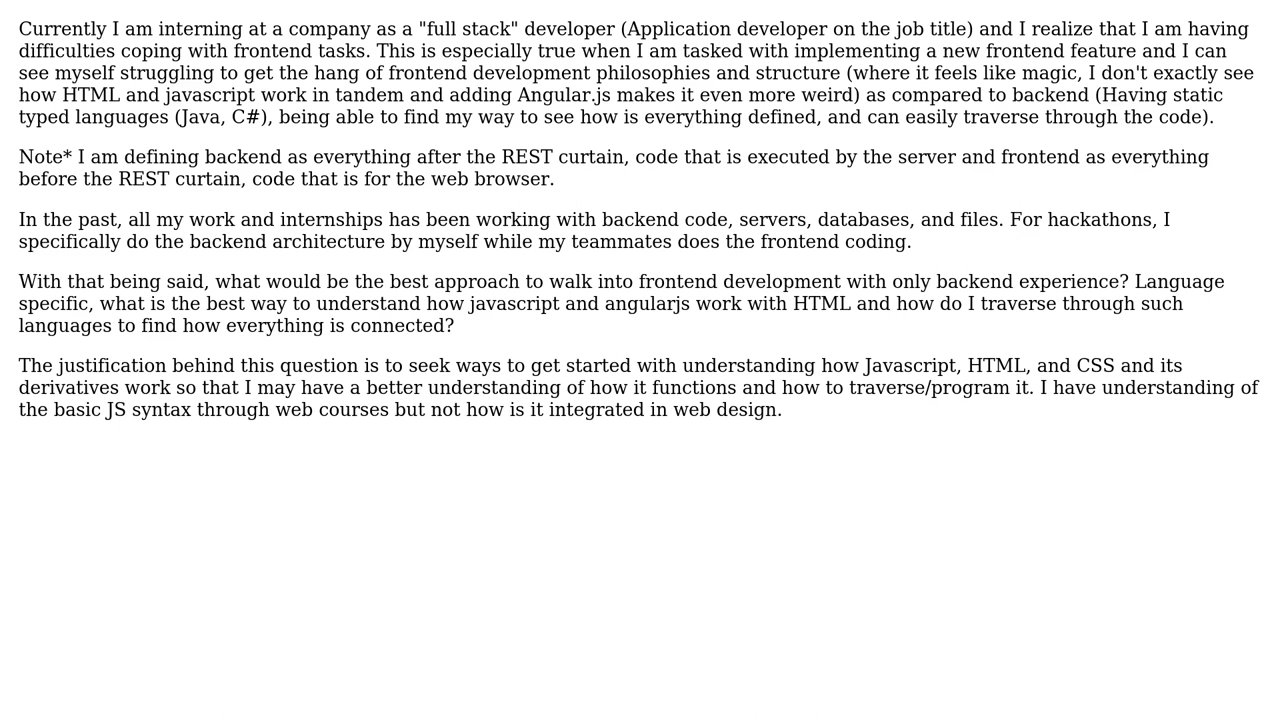 Currently I am interning at a company as a "full stack" developer (Application developer on the job title) and I realize that I am having
difficulties coping with frontend tasks. This is especially true when I am tasked with implementing a new frontend feature and I can
see myself struggling to get the hang of frontend development philosophies and structure (where it feels like magic, I don't exactly see
how HTML and javascript work in tandem and adding Angular.js makes it even more weird) as compared to backend (Having static
typed languages (Java, C#), being able to find my way to see how is everything defined, and can easily traverse through the code).
Note* I am defining backend as everything after the REST curtain, code that is executed by the server and frontend as everything
before the REST curtain, code that is for the web browser.
In the past, all my work and internships has been working with backend code, servers, databases, and files. For hackathons, I
specifically do the backend architecture by myself while my teammates does the frontend coding.
With that being said, what would be the best approach to walk into frontend development with only backend experience? Language
specific, what is the best way to understand how javascript and angularjs work with HTML and how do I traverse through such
languages to find how everything is connected?
The justification behind this question is to seek ways to get started with understanding how Javascript, HTML, and CSS and its
derivatives work so that I may have a better understanding of how it functions and how to traverse/program it. I have understanding of
the basic JS syntax through web courses but not how is it integrated in web design.